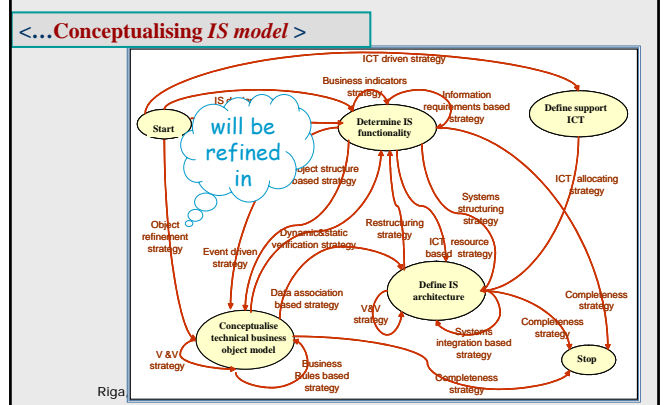 <…Conceptualising IS model >
ICT driven strategy
Business indicators
strategy
Information
requirements based
strategy
IS
Start
will be
refined
in
Determine IS
functionality
Define support
ICT
object structure
based strategy
ICT allocating
strategy
Systems
structuring
strategy
Object
refinement
strategy
Event driven
strategy
Dynamic&static
verification strategy
Restructuring
strategy
ICT resource
based strategy
Data association
based strategy
Define IS
architecture
V&V
strategy
Systems
integration based
strategy
Completeness
strategy
Completeness
strategy
Conceptualise
technical business
object model
V &V
strategy
Business
Rules based
strategy
Completeness
strategy
Stop
Riga,